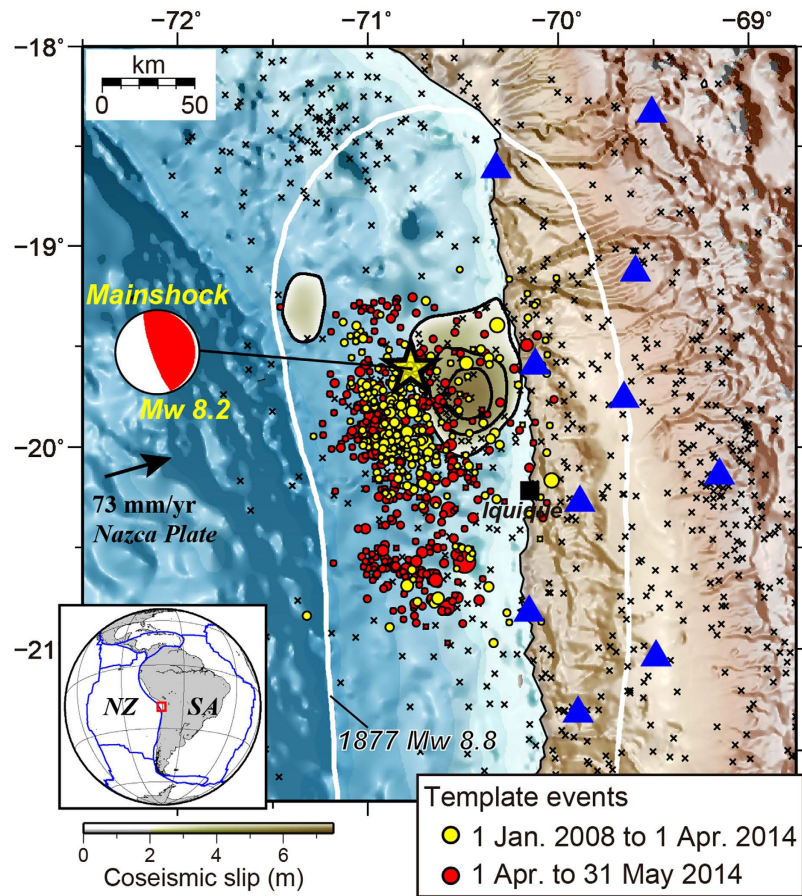 −72˚ −71˚ −70˚ −69˚
−18˚
km
0 50
−19˚
Mainshock
Mw 8.2
−20˚
73 mm/yr
Nazca Plate
Iquique
−21˚
NZ SA
1877 Mw 8.8
Template events
1 Jan. 2008 to 1 Apr. 2014
1 Apr. to 31 May 2014
0 2 4 6
Coseismic slip (m)